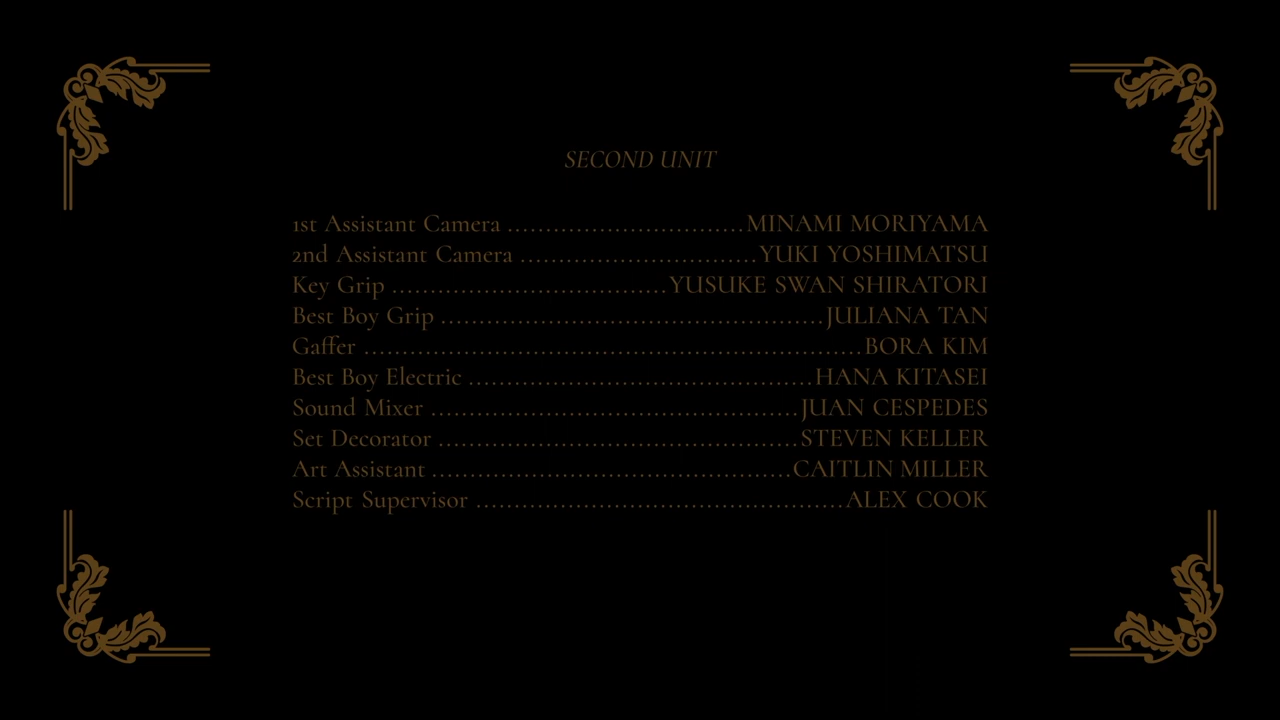 SECOND UNIT
1st Assistant Camera ..................................... MINAMI MORIYAMA
2nd Assistant Camera ..................................... YUKI YOSHIMATSU
Key Grip ........................................... YUSUKE SWAN SHIRATORI
Best Boy Grip ............................................................ JULIANA TAN
Gaffer .............................................................................. BORA KIM
Best Boy Electric ...................................................... HANA KITASEI
Sound Mixer .......................................................... JUAN CESPEDES
Set Decorator ........................................................ STEVEN KELLER
Art Assistant ........................................................ CAITLIN MILLER
Script Supervisor .......................................................... ALEX COOK